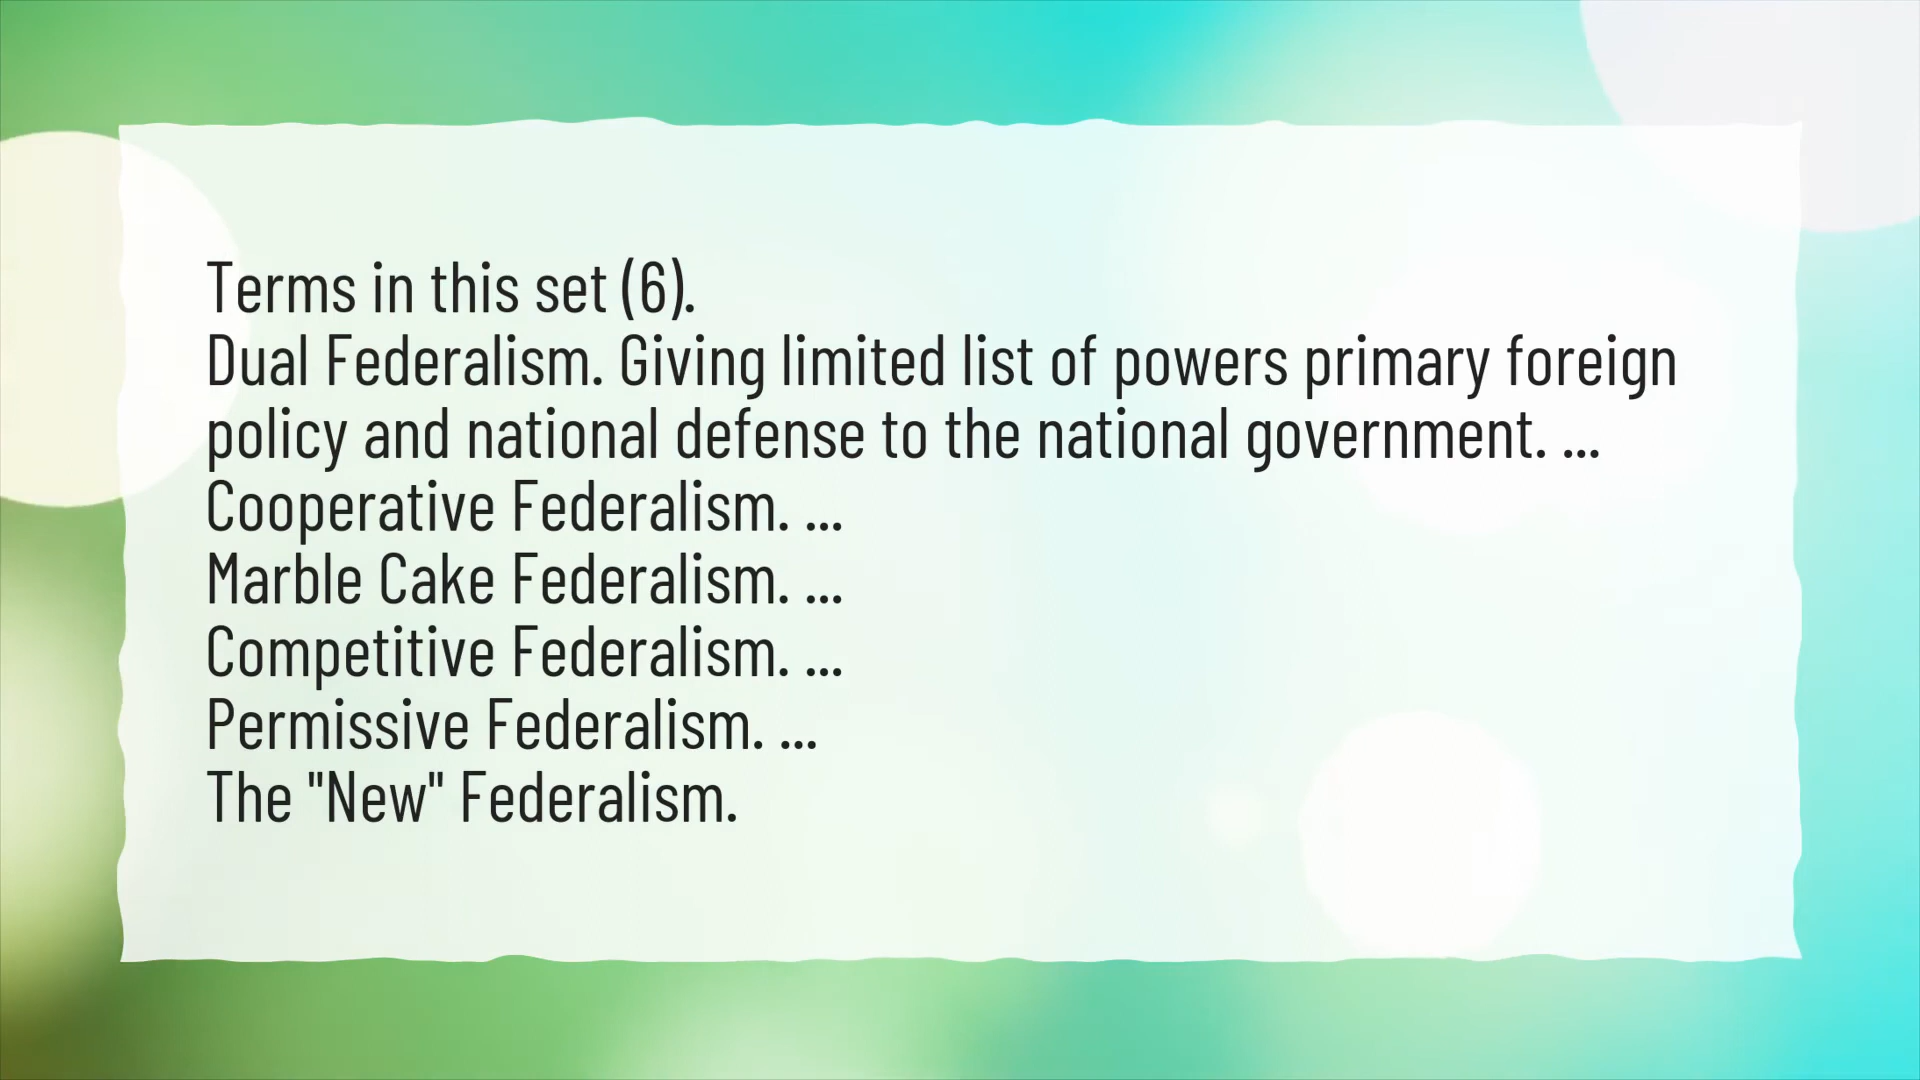 Terms in this set (6).
Dual Federalism. Giving limited list of powers primary foreign
policy and national defense to the national government. ...
Cooperative Federalism. ...
Marble Cake Federalism. ...
Competitive Federalism. ...
Permissive Federalism. ...
The "New" Federalism.